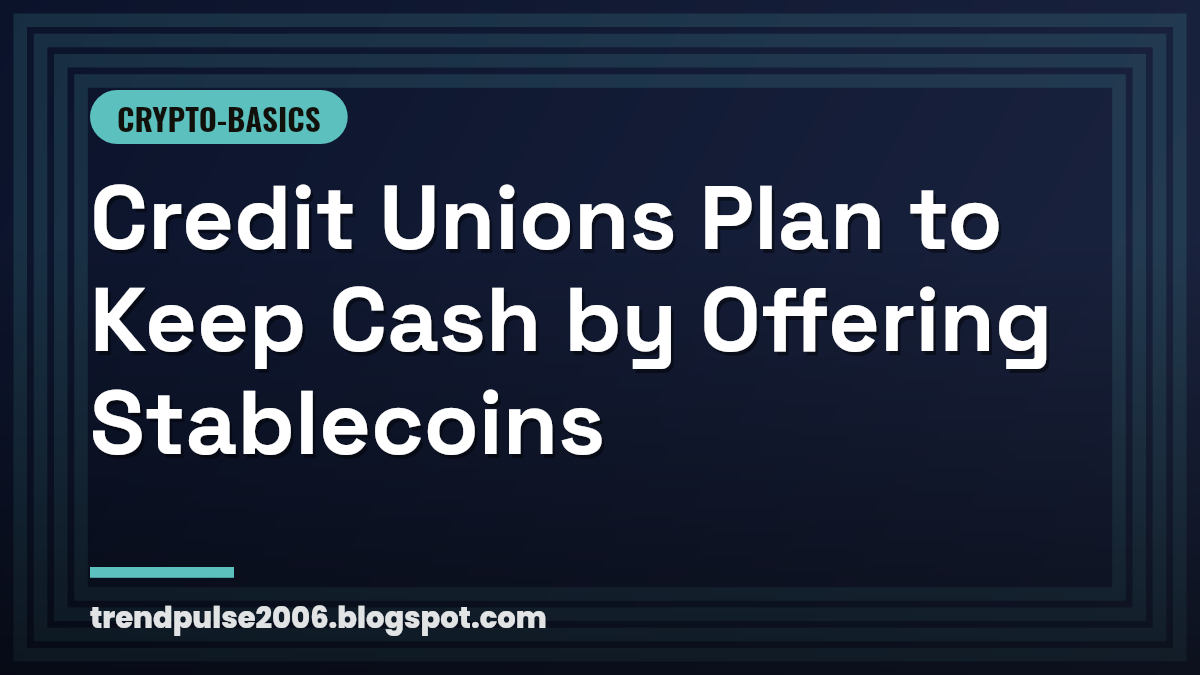 CRYPTO-BASICS
Credit Unions Plan to
Keep Cash by Offering
Stablecoins
trendpulse2006.blogspot.com